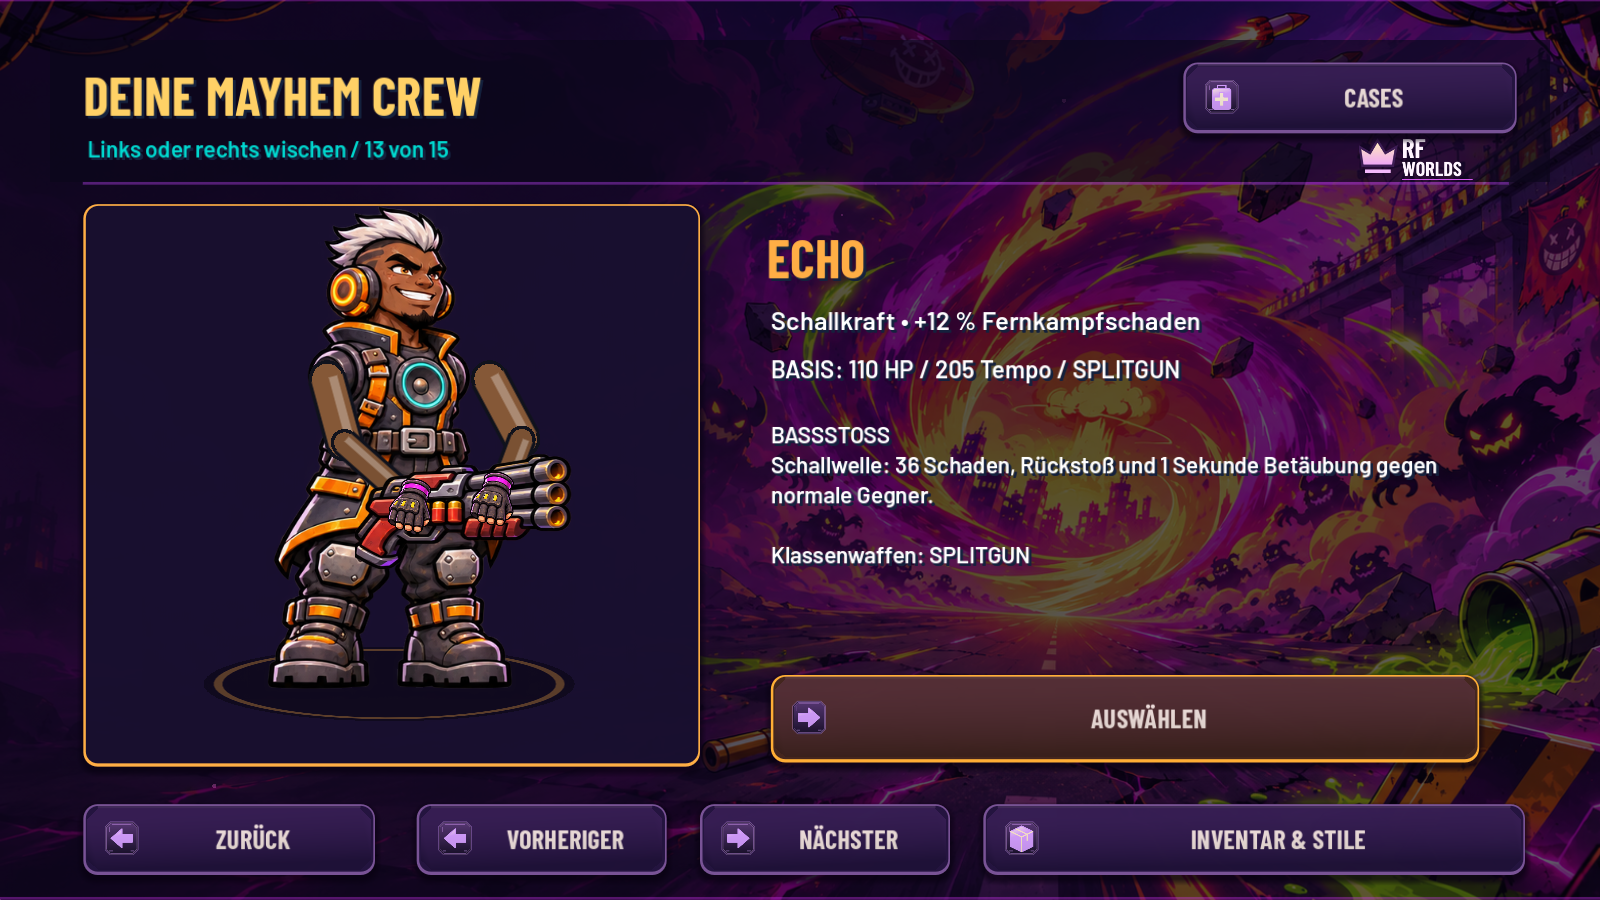 DEINE MAYHEM CREW
Links oder rechts wischen / 13 von 15
CASES
RF
WORLDS
ECHO
Schallkraft • +12 % Fernkampfschaden
BASIS: 110 HP / 205 Tempo / SPLITGUN
BASSSTOSS
Schallwelle: 36 Schaden, Rückstoß und 1 Sekunde Betäubung gegen
normale Gegner.
Klassenwaffen: SPLITGUN
AUSWÄHLEN
ZURÜCK
VORHERIGER
NÄCHSTER
INVENTAR & STILE